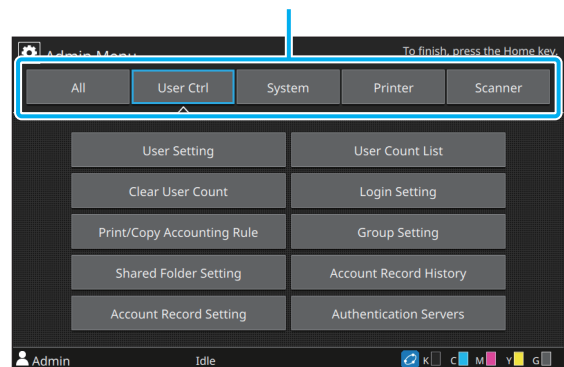 Admin Menu To finish, press the Home key.
All User Ctrl System Printer Scanner
User Setting User Count List
Clear User Count Login Setting
Print/Copy Accounting Rule Group Setting
Shared Folder Setting Account Record History
Account Record Setting Authentication Servers
Admin Idle K C M Y G